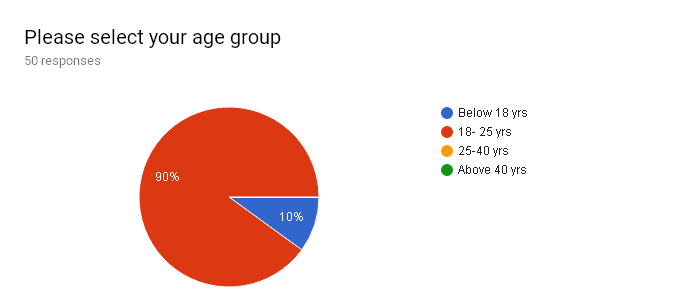 Please select your age group
50 responses
Below 18 yrs
18- 25 yrs
25-40 yrs
Above 40 yrs
90%
10%